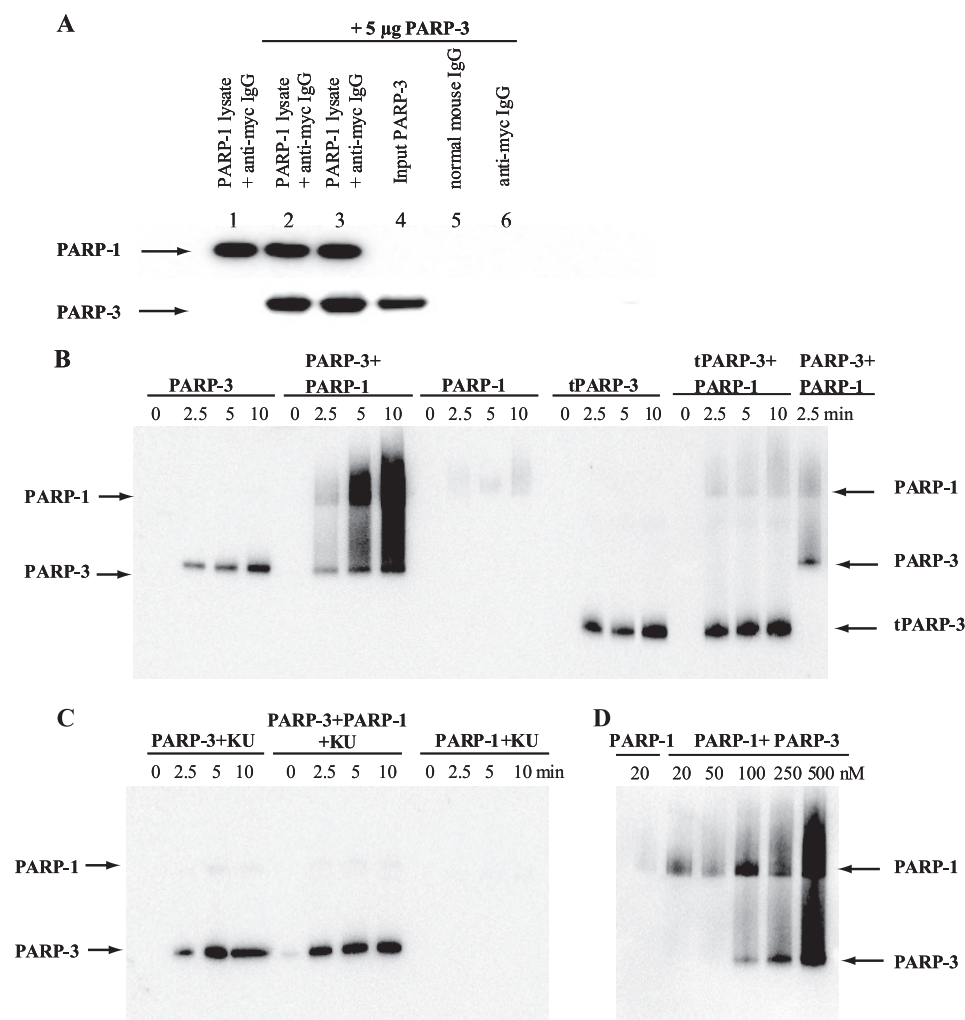 A
+ 5 µg PARP-3
PARP-1 lysate
+ anti-myc IgG
PARP-1 lysate
+ anti-myc IgG
PARP-1 lysate
+ anti-myc IgG
Input PARP-3
normal mouse IgG
anti-myc IgG
1 2 3 4 5 6
PARP-1
PARP-3
B
PARP-3
PARP-3+
PARP-1
PARP-1
tPARP-3
tPARP-3+
PARP-1
PARP-3+
PARP-1
0 2.5 5 10 0 2.5 5 10 0 2.5 5 10 0 2.5 5 10 0 2.5 5 10 2.5 min
PARP-1
PARP-3
PARP-1
PARP-3
tPARP-3
C
PARP-3+KU
PARP-3+PARP-1
+KU
PARP-1+KU
0 2.5 5 10 0 2.5 5 10 0 2.5 5 10 min
PARP-1
PARP-3
D
PARP-1 PARP-1+ PARP-3
20 20 50 100 250 500 nM
PARP-1
PARP-3